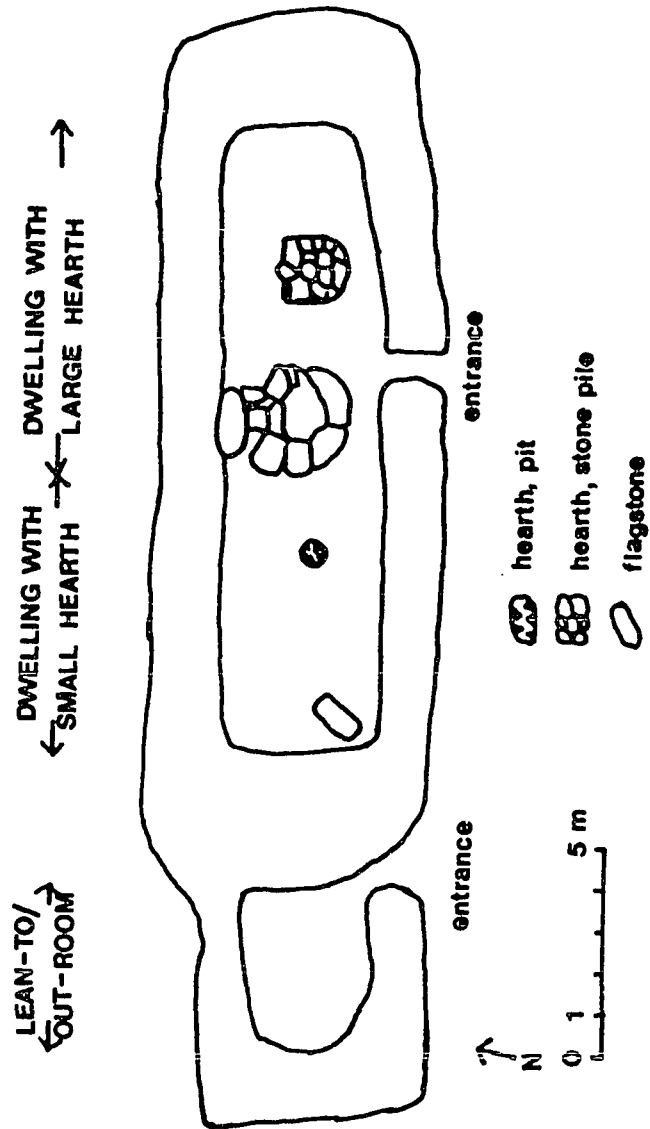 LEAN-TO/
OUT-ROOM
DWELLING WITH
SMALL HEARTH
DWELLING WITH
LARGE HEARTH
entrance
entrance
N
0 1 5 m
hearth, pit
hearth, stone pile
flagstone